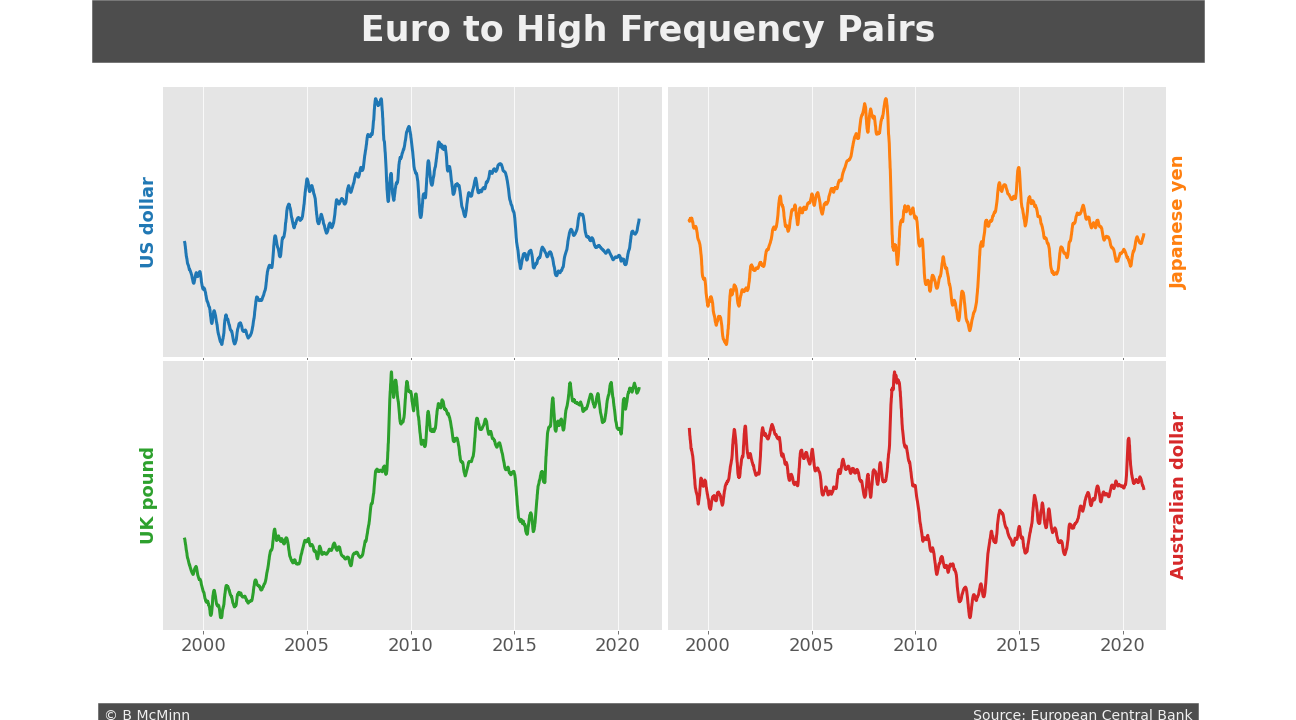 Euro to High Frequency Pairs
US dollar
Japanese yen
UK pound
Australian dollar
2000 2005 2010 2015 2020
2000 2005 2010 2015 2020
© B McMinn
Source: European Central Bank